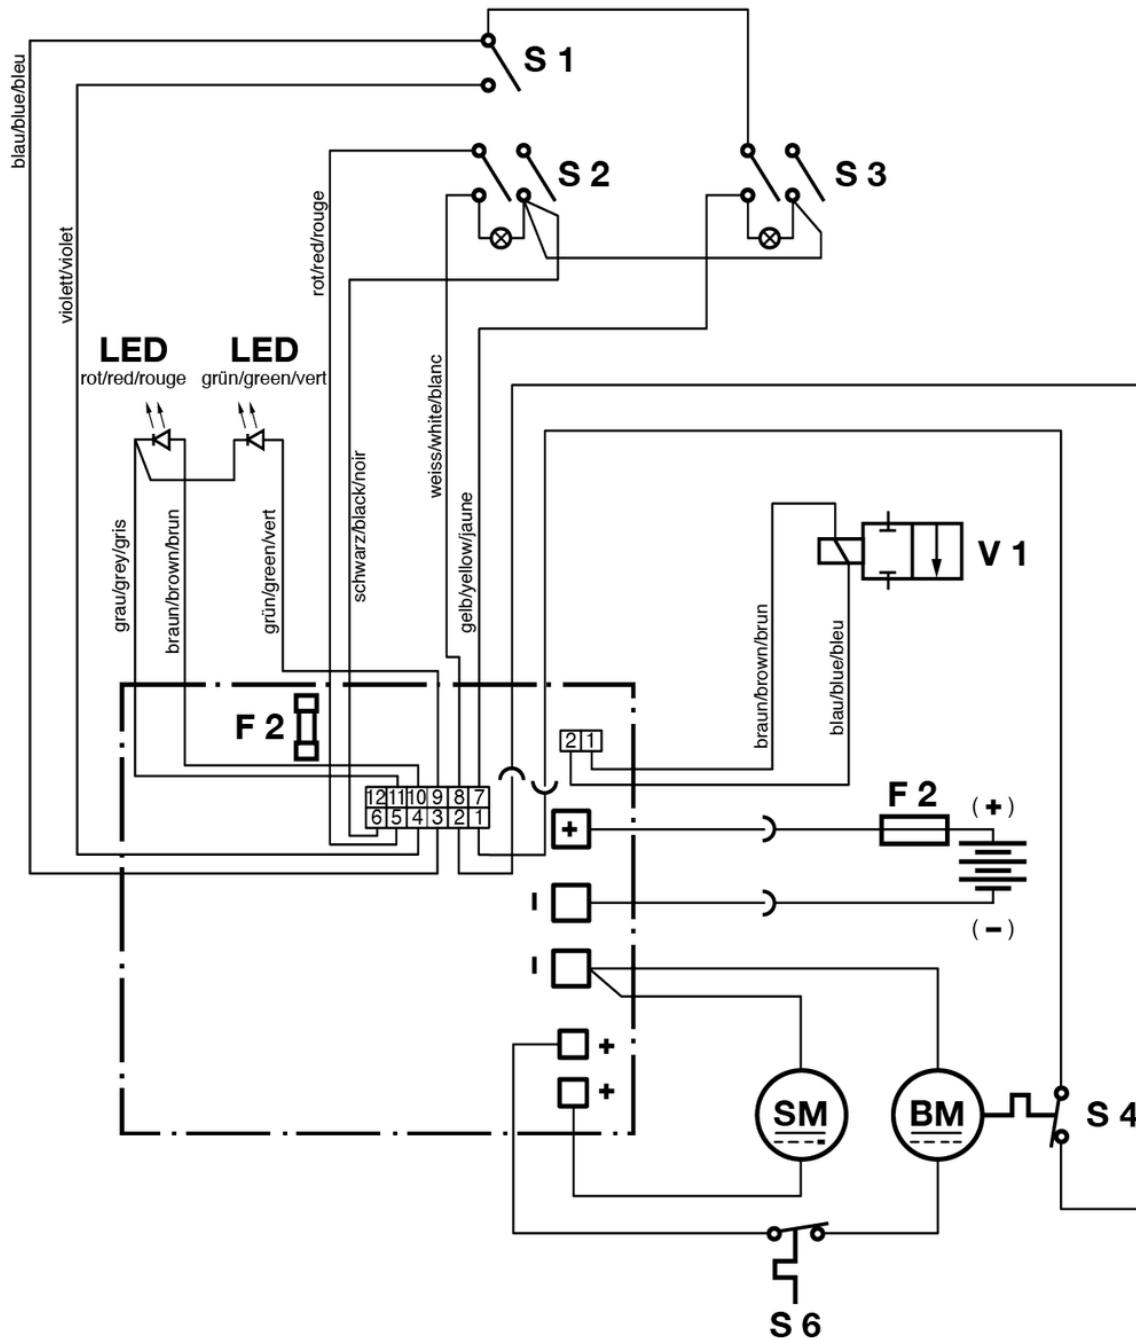 S 1
blau/blue/bleu
S 2
S 3
rot/red/rouge
violett/violet
LED
LED
rot/red/rouge
grün/green/vert
weiss/white/blanc
schwarz/black/noir
gelb/yellow/jaune
grau/grey/gris
braun/brown/brun
grün/green/vert
V 1
braun/brown/brun
blau/blue/bleu
F 2
2 1
12 11 10 9 8 7
6 5 4 3 2 1
F 2
(+)
+
−
(−)
−
+
+
SM
BM
S 4
S 6